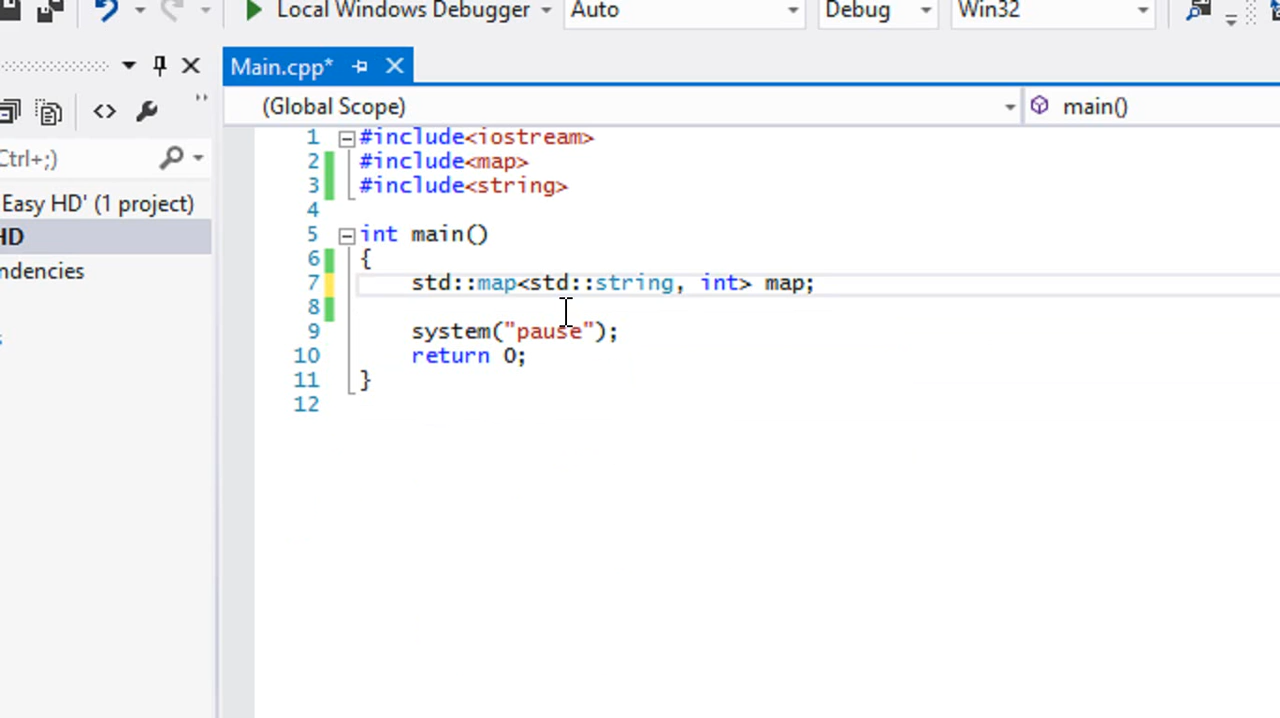 Local Windows Debugger Auto Debug Win32
Main.cpp*
(Global Scope) main()
Ctrl+;)
Easy HD' (1 project)
HD
ndencies
s
1 #include<iostream>
2 #include<map>
3 #include<string>
4
5 int main()
6 {
7 std::map<std::string, int> map;
8
9 system("pause");
10 return 0;
11 }
12